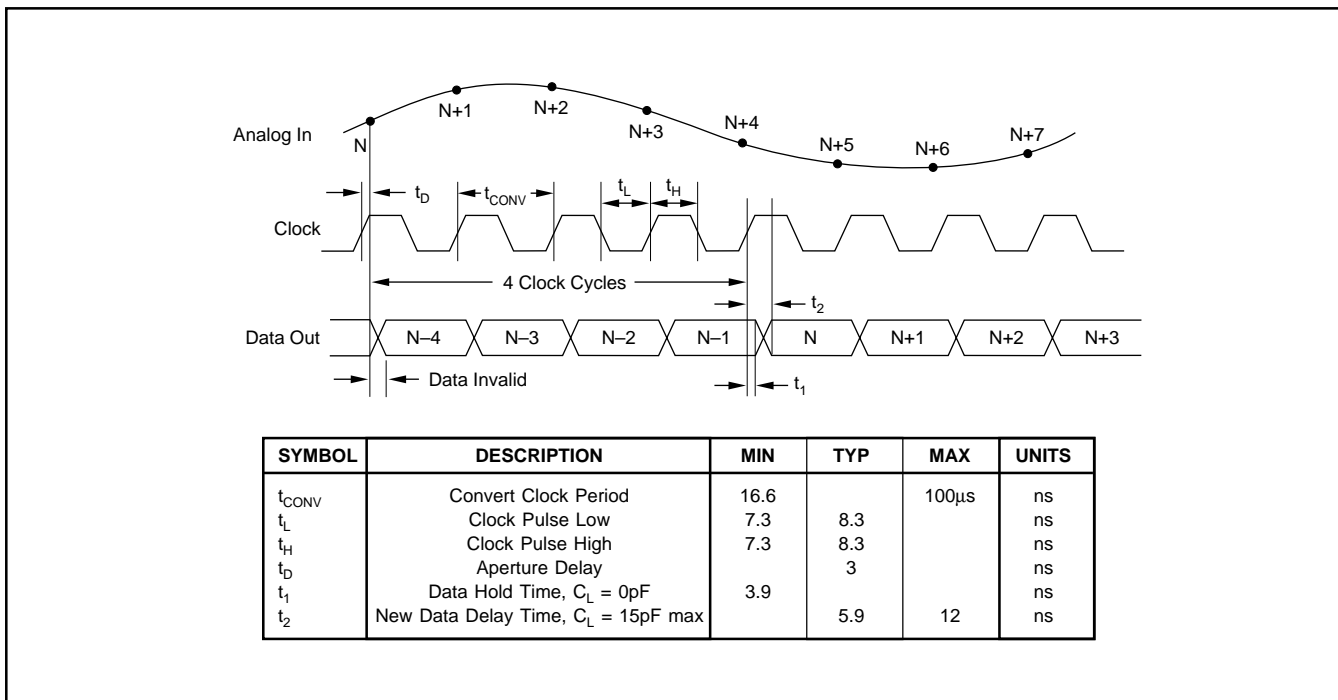 N+1
N+2
N+3
N+4
N+5
N+6
N+7
Analog In
N
tD
tCONV
tL
tH
Clock
4 Clock Cycles
t2
Data Out
N–4
N–3
N–2
N–1
N
N+1
N+2
N+3
Data Invalid
t1
SYMBOL DESCRIPTION MIN TYP MAX UNITS
tCONV Convert Clock Period 16.6 100µs ns
tL Clock Pulse Low 7.3 8.3 ns
tH Clock Pulse High 7.3 8.3 ns
tD Aperture Delay 3 ns
t1 Data Hold Time, CL = 0pF 3.9 ns
t2 New Data Delay Time, CL = 15pF max 5.9 12 ns